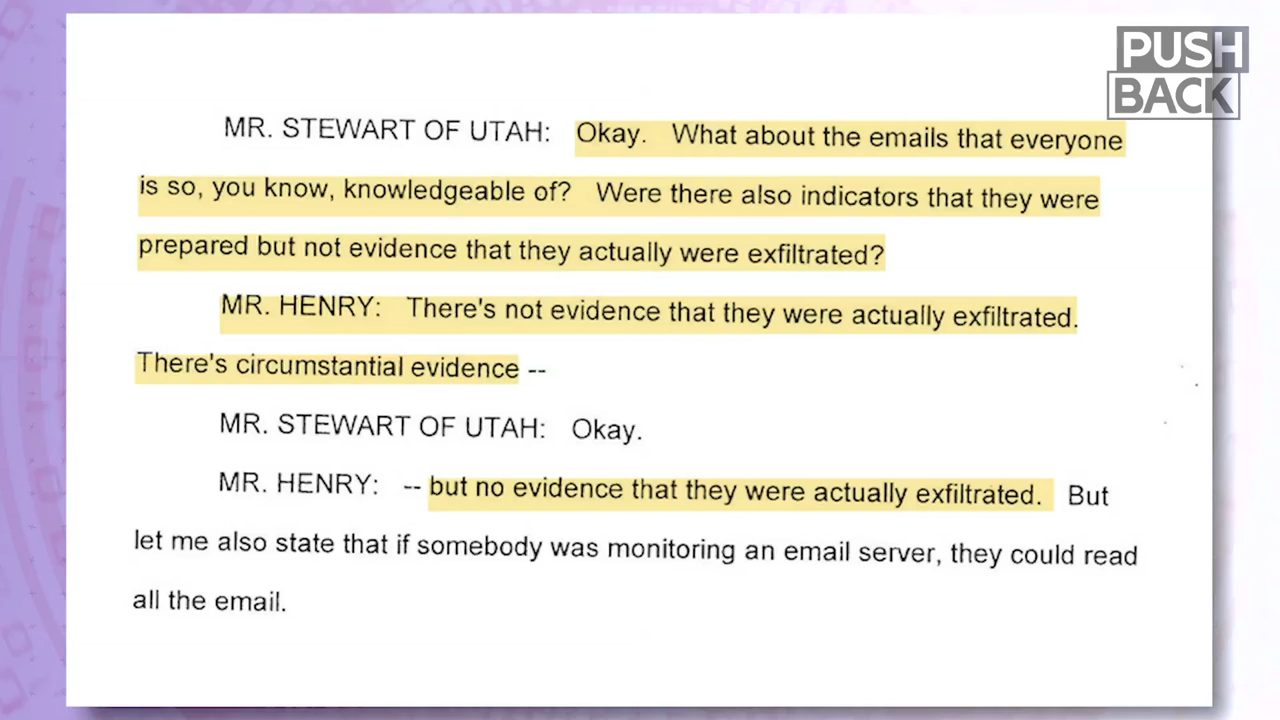 PUSH
BACK
MR. STEWART OF UTAH: Okay. What about the emails that everyone
is so, you know, knowledgeable of? Were there also indicators that they were
prepared but not evidence that they actually were exfiltrated?
MR. HENRY: There's not evidence that they were actually exfiltrated.
There's circumstantial evidence --
MR. STEWART OF UTAH: Okay.
MR. HENRY: -- but no evidence that they were actually exfiltrated. But
let me also state that if somebody was monitoring an email server, they could read
all the email.